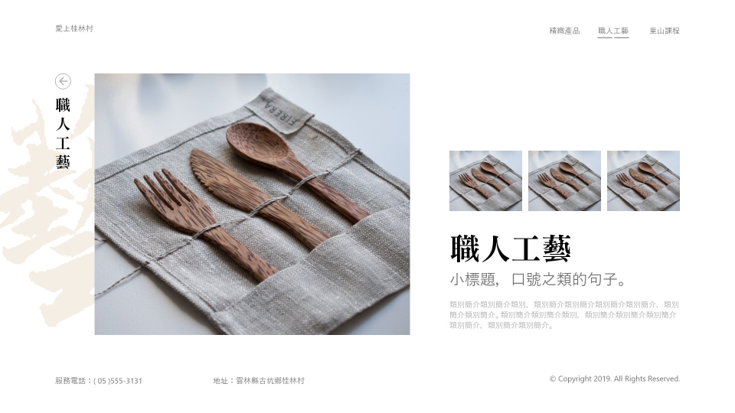 愛上桂林村
精緻產品
職人工藝
里山課程
職人工藝
藝
FIRERA
職人工藝
小標題，口號之類的句子。
類別簡介類別簡介類別，類別簡介類別簡介類別簡介類別簡介，類別
簡介類別簡介。類別簡介類別簡介類別，類別簡介類別簡介類別簡介
類別簡介，類別簡介類別簡介。
服務電話：( 05 )555-3131
地址：雲林縣古坑鄉桂林村
© Copyright 2019. All Rights Reserved.